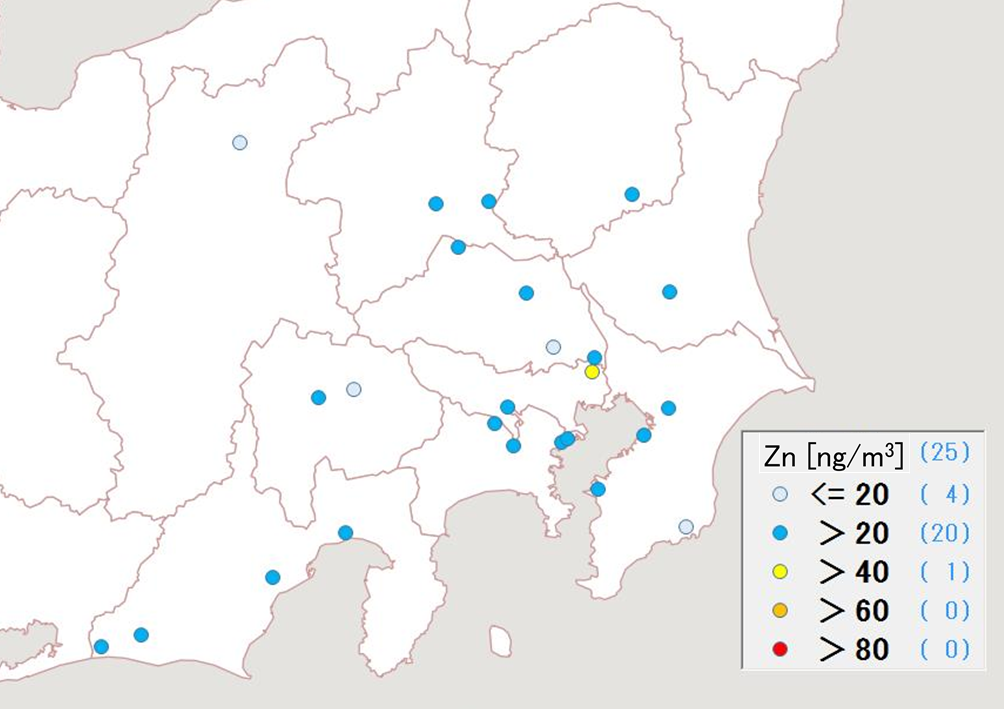 Zn [ng/m³] (25)
<= 20 ( 4)
> 20 (20)
> 40 ( 1)
> 60 ( 0)
> 80 ( 0)